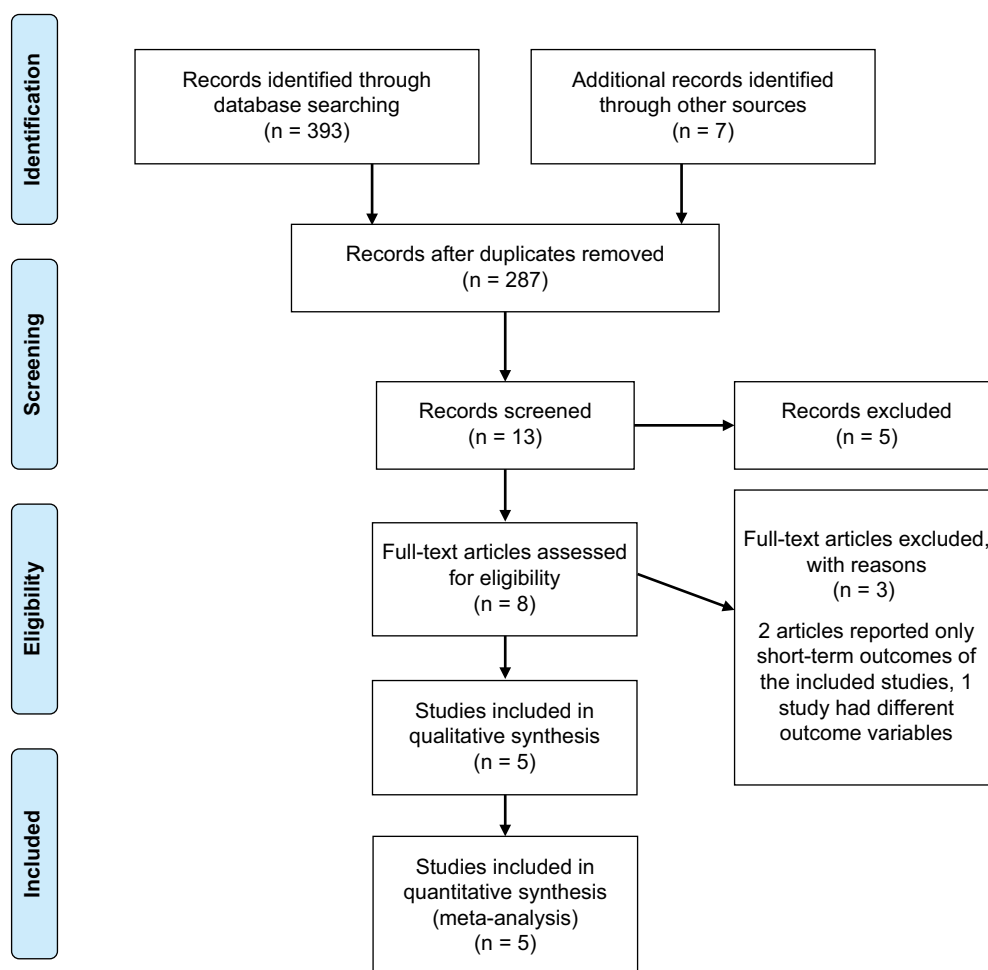 Identification
Records identified through
database searching
(n = 393)
Additional records identified
through other sources
(n = 7)
Records after duplicates removed
(n = 287)
Screening
Records screened
(n = 13)
Records excluded
(n = 5)
Eligibility
Full-text articles assessed
for eligibility
(n = 8)
Full-text articles excluded,
with reasons
(n = 3)
2 articles reported only
short-term outcomes of
the included studies, 1
study had different
outcome variables
Studies included in
qualitative synthesis
(n = 5)
Included
Studies included in
quantitative synthesis
(meta-analysis)
(n = 5)